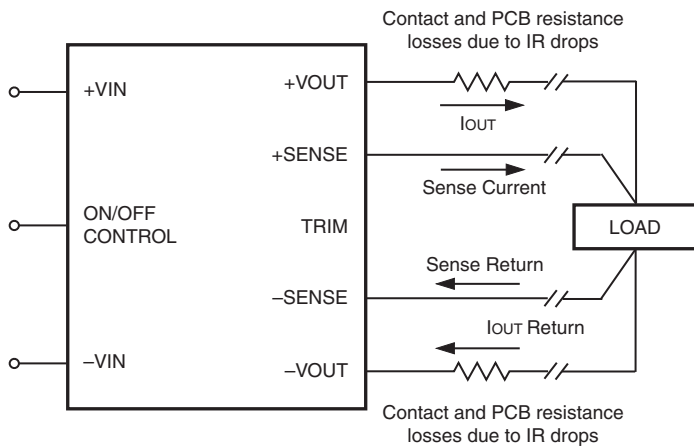 Contact and PCB resistance
losses due to IR drops
+VIN
+VOUT
IOUT
+SENSE
Sense Current
ON/OFF
CONTROL
TRIM
LOAD
Sense Return
–SENSE
IOUT Return
–VIN
–VOUT
Contact and PCB resistance
losses due to IR drops